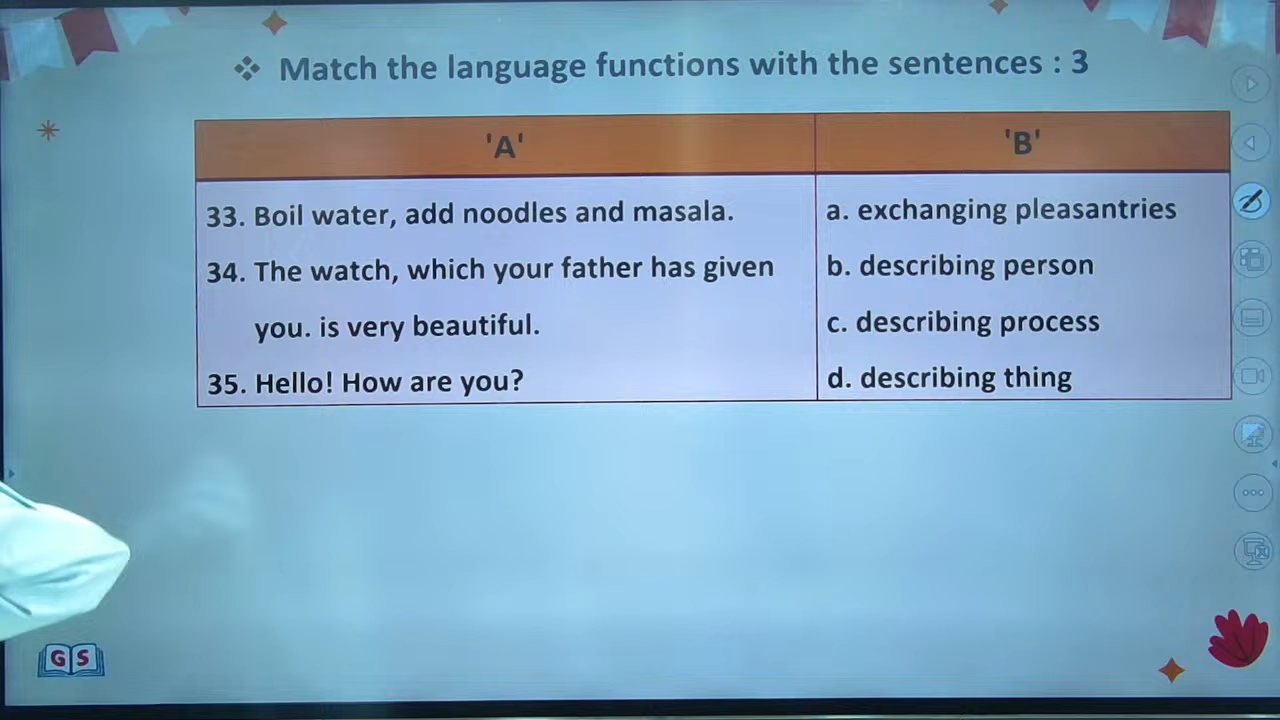 ❖ Match the language functions with the sentences : 3
'A'
'B'
33. Boil water, add noodles and masala.
a. exchanging pleasantries
34. The watch, which your father has given
b. describing person
you. is very beautiful.
c. describing process
35. Hello! How are you?
d. describing thing
G S